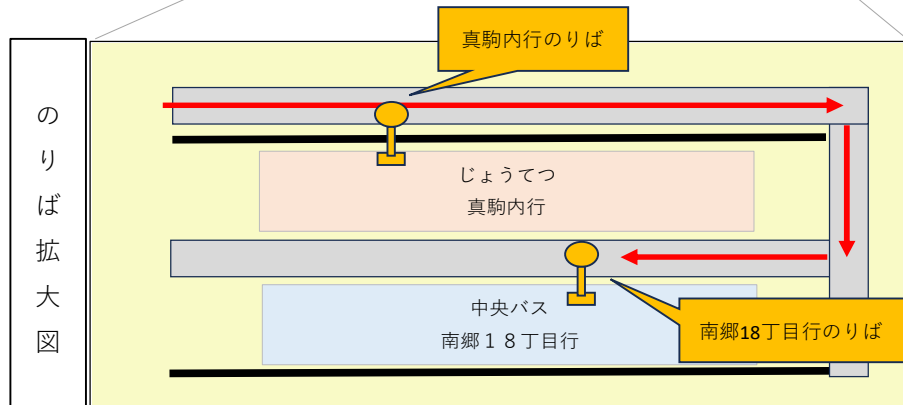 のりば拡大図
真駒内行のりば
じょうてつ
真駒内行
中央バス
南郷１８丁目行
南郷18丁目行のりば